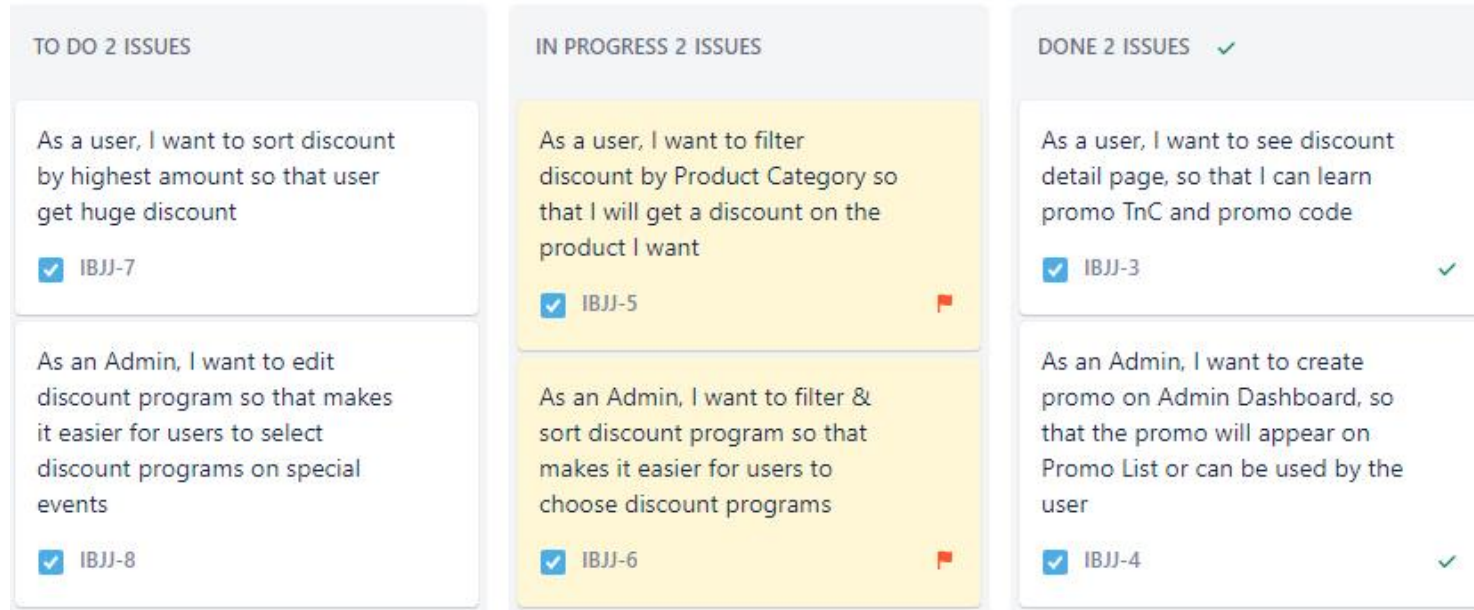 TO DO 2 ISSUES
As a user, I want to sort discount
by highest amount so that user
get huge discount
IBJJ-7
As an Admin, I want to edit
discount program so that makes
it easier for users to select
discount programs on special
events
IBJJ-8
IN PROGRESS 2 ISSUES
As a user, I want to filter
discount by Product Category so
that I will get a discount on the
product I want
IBJJ-5
As an Admin, I want to filter &
sort discount program so that
makes it easier for users to
choose discount programs
IBJJ-6
DONE 2 ISSUES
As a user, I want to see discount
detail page, so that I can learn
promo TnC and promo code
IBJJ-3
As an Admin, I want to create
promo on Admin Dashboard, so
that the promo will appear on
Promo List or can be used by the
user
IBJJ-4